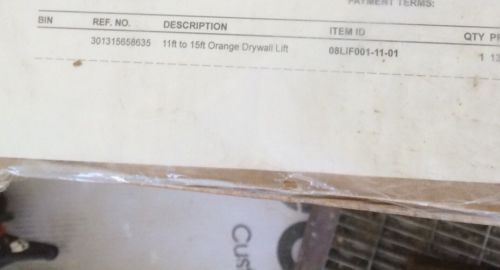 PAYMENT TERMS:
BIN REF. NO. DESCRIPTION ITEM ID QTY
301315658635 11ft to 15ft Orange Drywall Lift 08LIF001-11-01 1
Cus